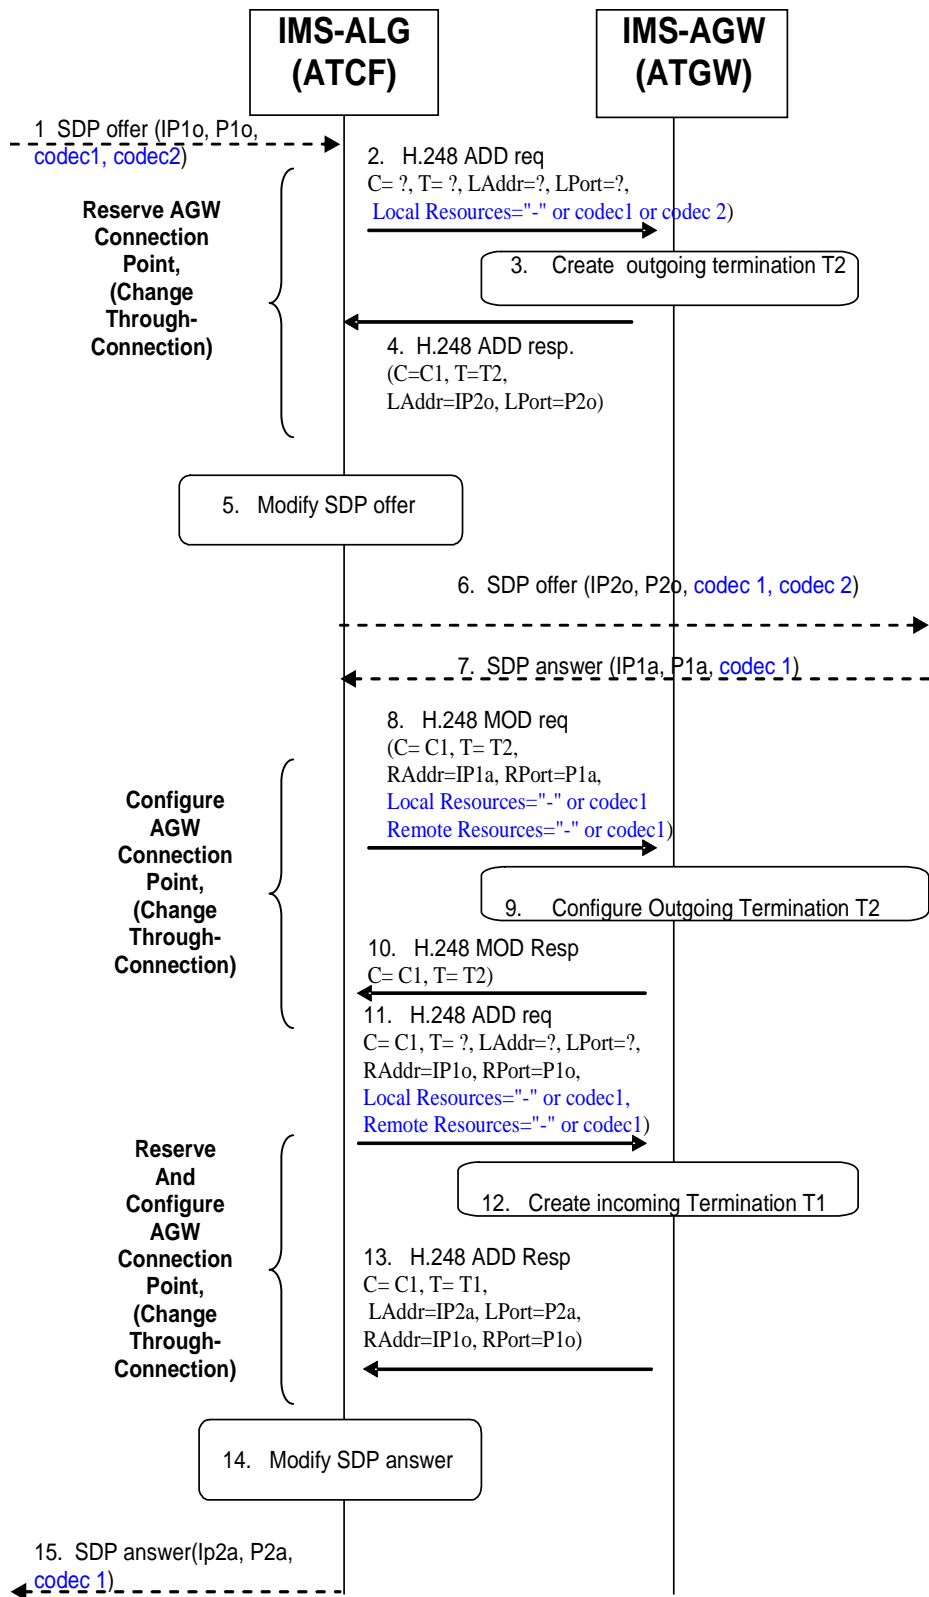 IMS-ALG
(ATCF)
IMS-AGW
(ATGW)
1 SDP offer (IP1o, P1o,
codec1, codec2)
2. H.248 ADD req
C= ?, T= ?, LAddr=?, LPort=?,
Local Resources="-" or codec1 or codec 2)
Reserve AGW
Connection
Point,
(Change
Through-
Connection)
3. Create outgoing termination T2
4. H.248 ADD resp.
(C=C1, T=T2,
LAddr=IP2o, LPort=P2o)
5. Modify SDP offer
6. SDP offer (IP2o, P2o, codec 1, codec 2)
7. SDP answer (IP1a, P1a, codec 1)
8. H.248 MOD req
(C= C1, T= T2,
RAddr=IP1a, RPort=P1a,
Local Resources="-" or codec1
Remote Resources="-" or codec1)
Configure
AGW
Connection
Point,
(Change
Through-
Connection)
9. Configure Outgoing Termination T2
10. H.248 MOD Resp
C= C1, T= T2)
11. H.248 ADD req
C= C1, T= ?, LAddr=?, LPort=?,
RAddr=IP1o, RPort=P1o,
Local Resources="-" or codec1,
Remote Resources="-" or codec1)
Reserve
And
Configure
AGW
Connection
Point,
(Change
Through-
Connection)
12. Create incoming Termination T1
13. H.248 ADD Resp
C= C1, T= T1,
LAddr=IP2a, LPort=P2a,
RAddr=IP1o, RPort=P1o)
14. Modify SDP answer
15. SDP answer(Ip2a, P2a,
codec 1)